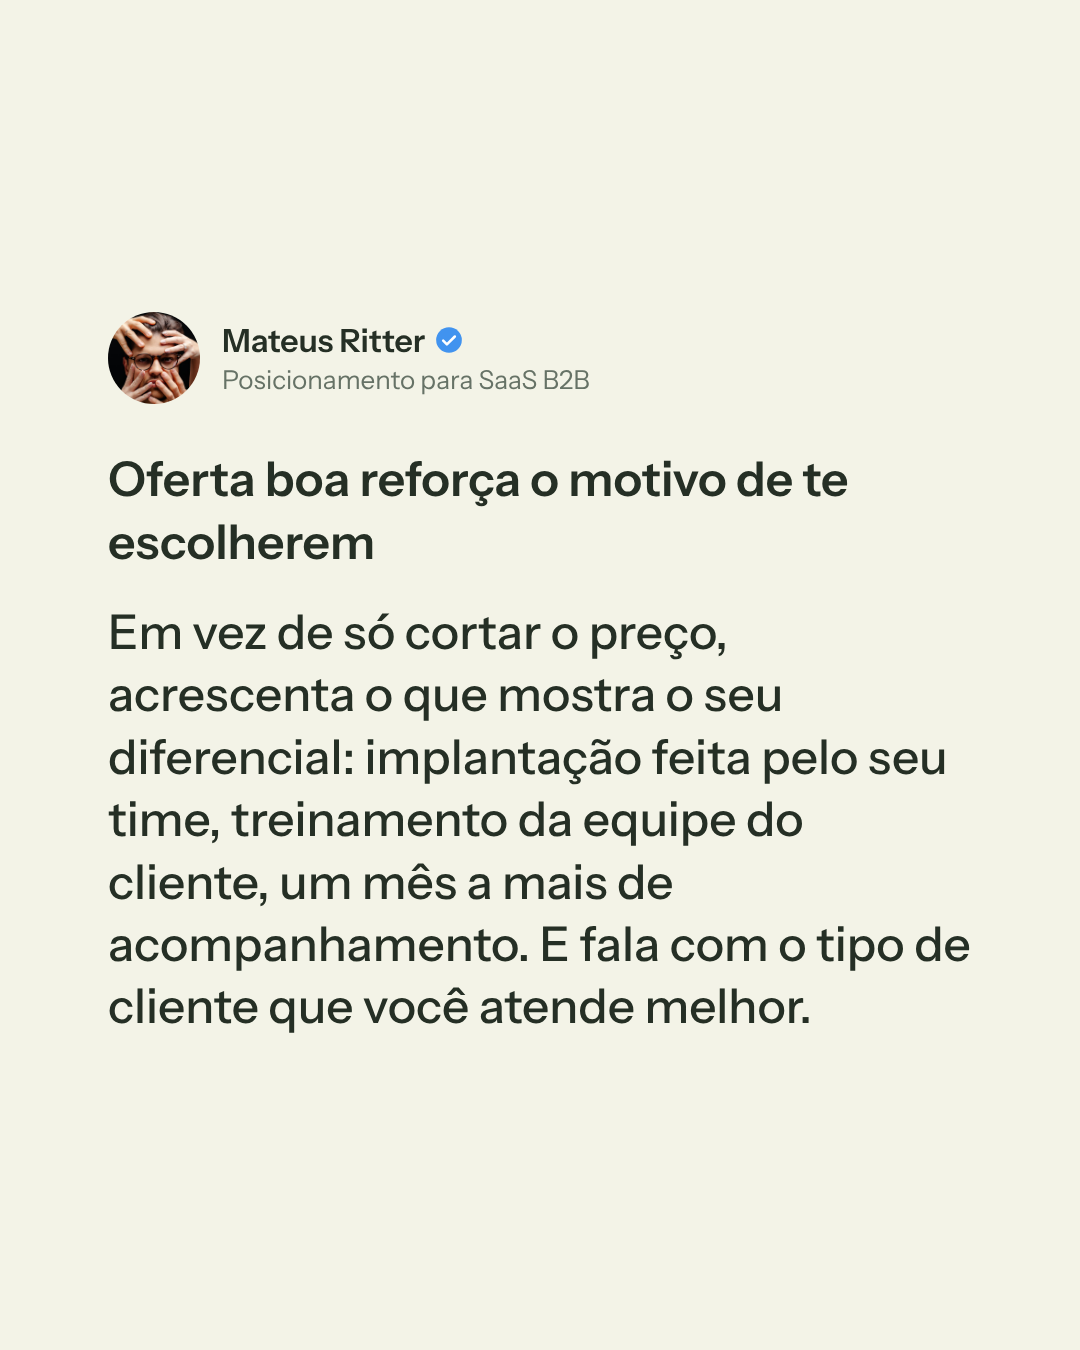 Mateus Ritter
Posicionamento para SaaS B2B
Oferta boa reforça o motivo de te
escolherem
Em vez de só cortar o preço,
acrescenta o que mostra o seu
diferencial: implantação feita pelo seu
time, treinamento da equipe do
cliente, um mês a mais de
acompanhamento. E fala com o tipo de
cliente que você atende melhor.